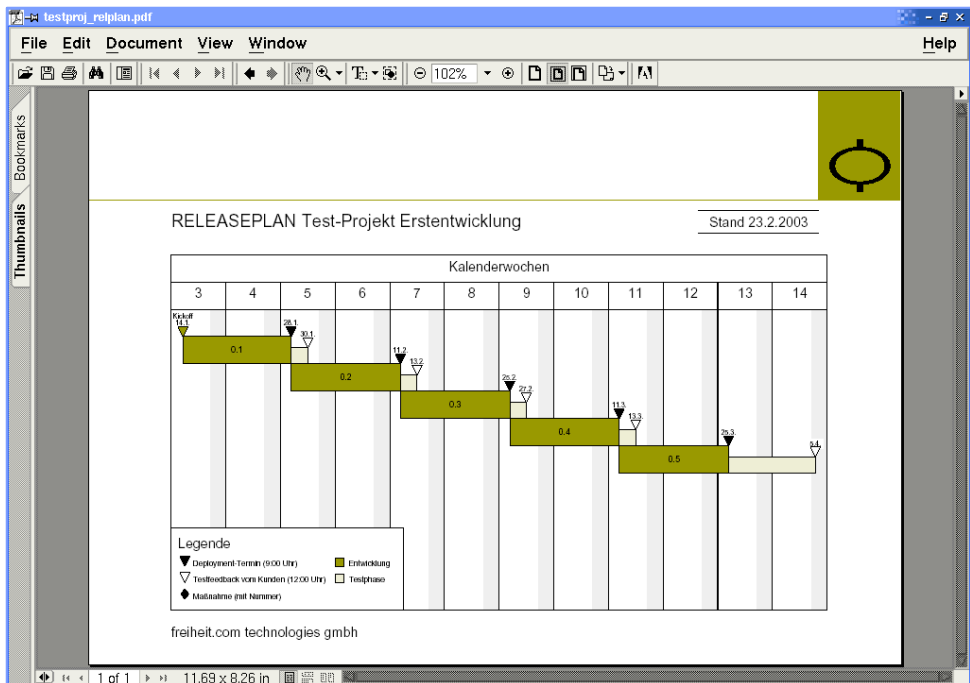 testproj_relplan.pdf
File Edit Document View Window Help
102%
Bookmarks
Thumbnails
RELEASEPLAN Test-Projekt Erstentwicklung
Stand 23.2.2003
Kalenderwochen
3 4 5 6 7 8 9 10 11 12 13 14
Kickoff
14.1.
28.1.
30.1.
0.1
11.2.
13.2.
0.2
25.2.
27.2.
0.3
11.3.
13.3.
0.4
25.3.
5.4.
0.5
Legende
Deployment-Termin (9:00 Uhr) Entwicklung
Testfeedback vom Kunden (12:00 Uhr) Testphase
Maßnahme (mit Nummer)
freiheit.com technologies gmbh
1 of 1 11.69 x 8.26 in